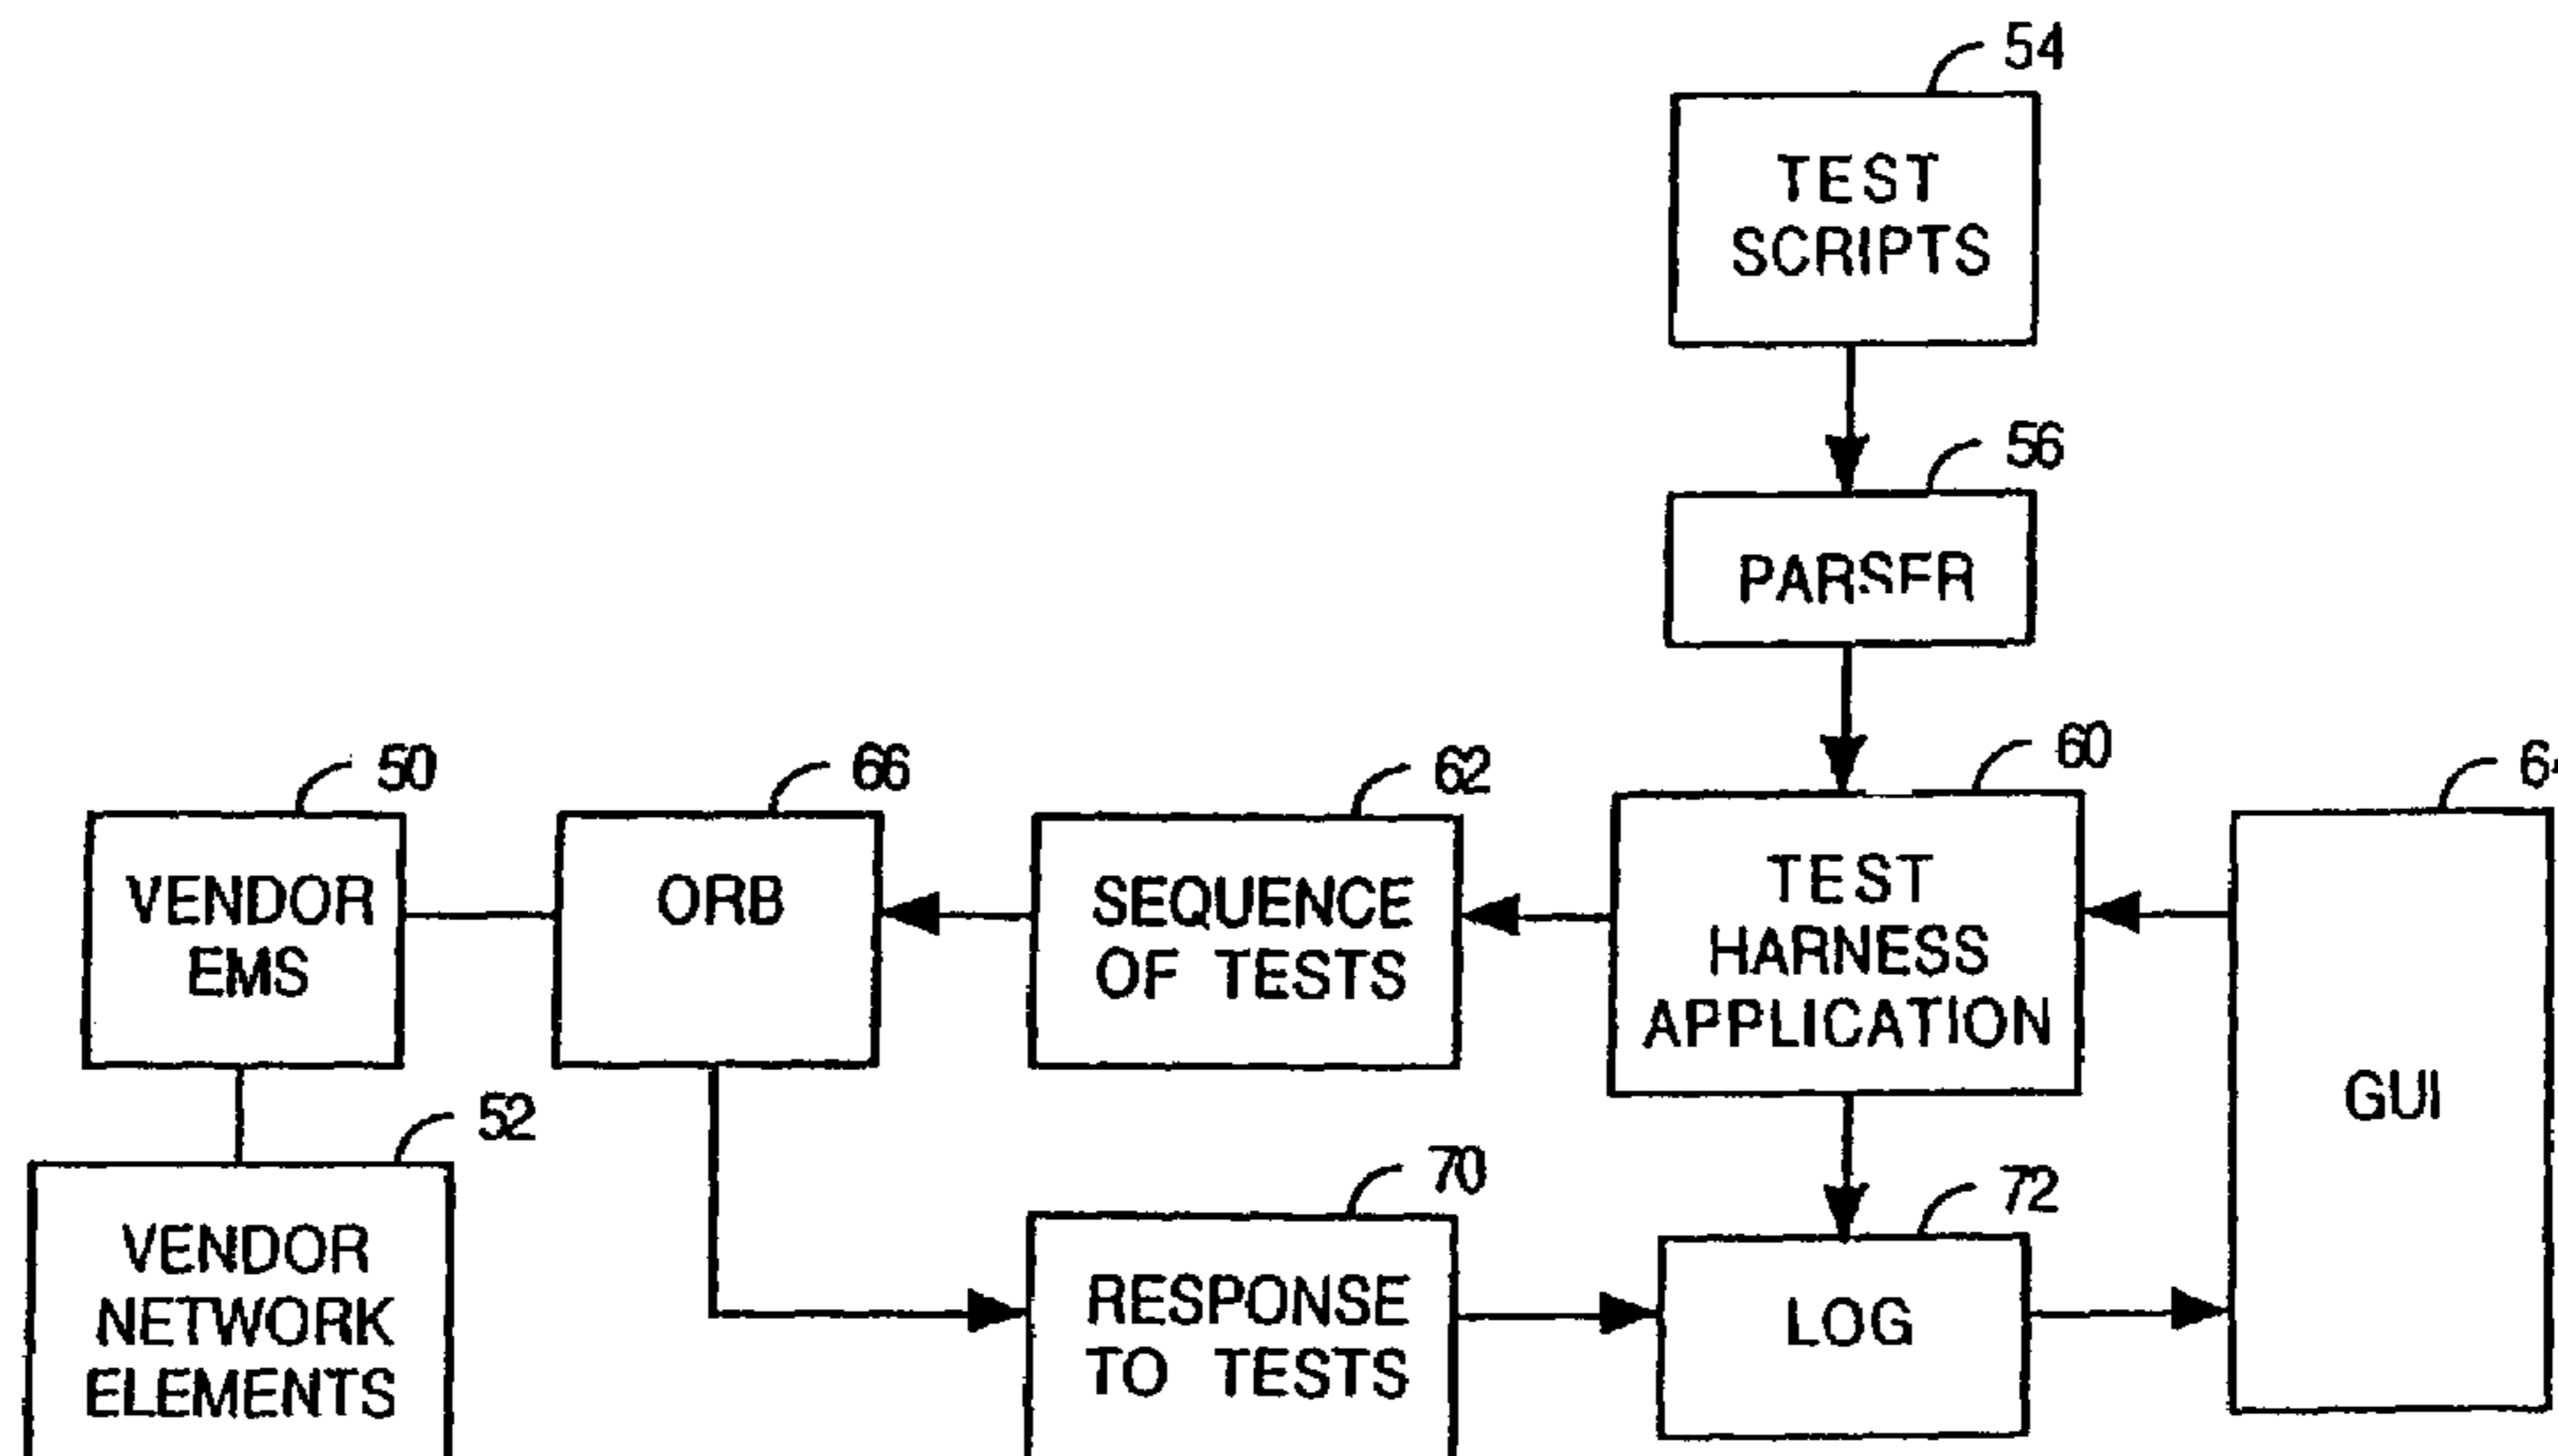 54
TEST
SCRIPTS
56
PARSER
50
66
62
60
VENDOR
EMS
ORB
SEQUENCE
OF TESTS
TEST
HARNESS
APPLICATION
GUI
52
70
72
VENDOR
NETWORK
ELEMENTS
RESPONSE
TO TESTS
LOG